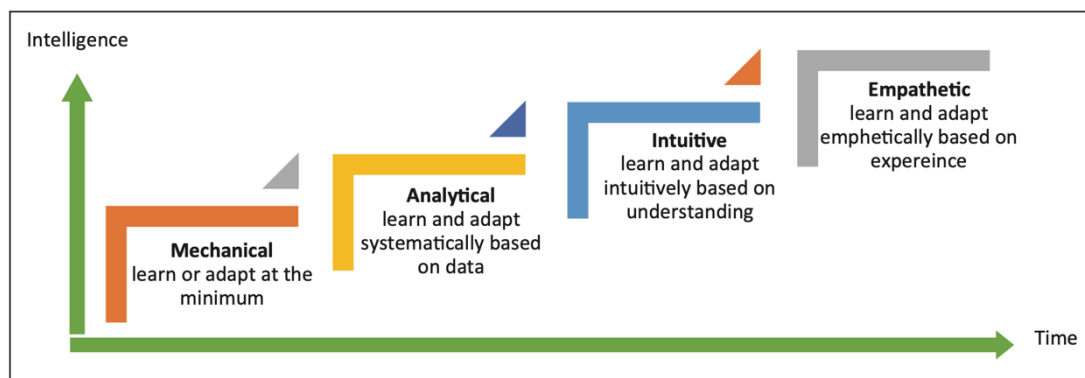 Intelligence
Mechanical
learn or adapt at the
minimum
Analytical
learn and adapt
systematically based
on data
Intuitive
learn and adapt
intuitively based on
understanding
Empathetic
learn and adapt
emphetically based on
expereince
Time